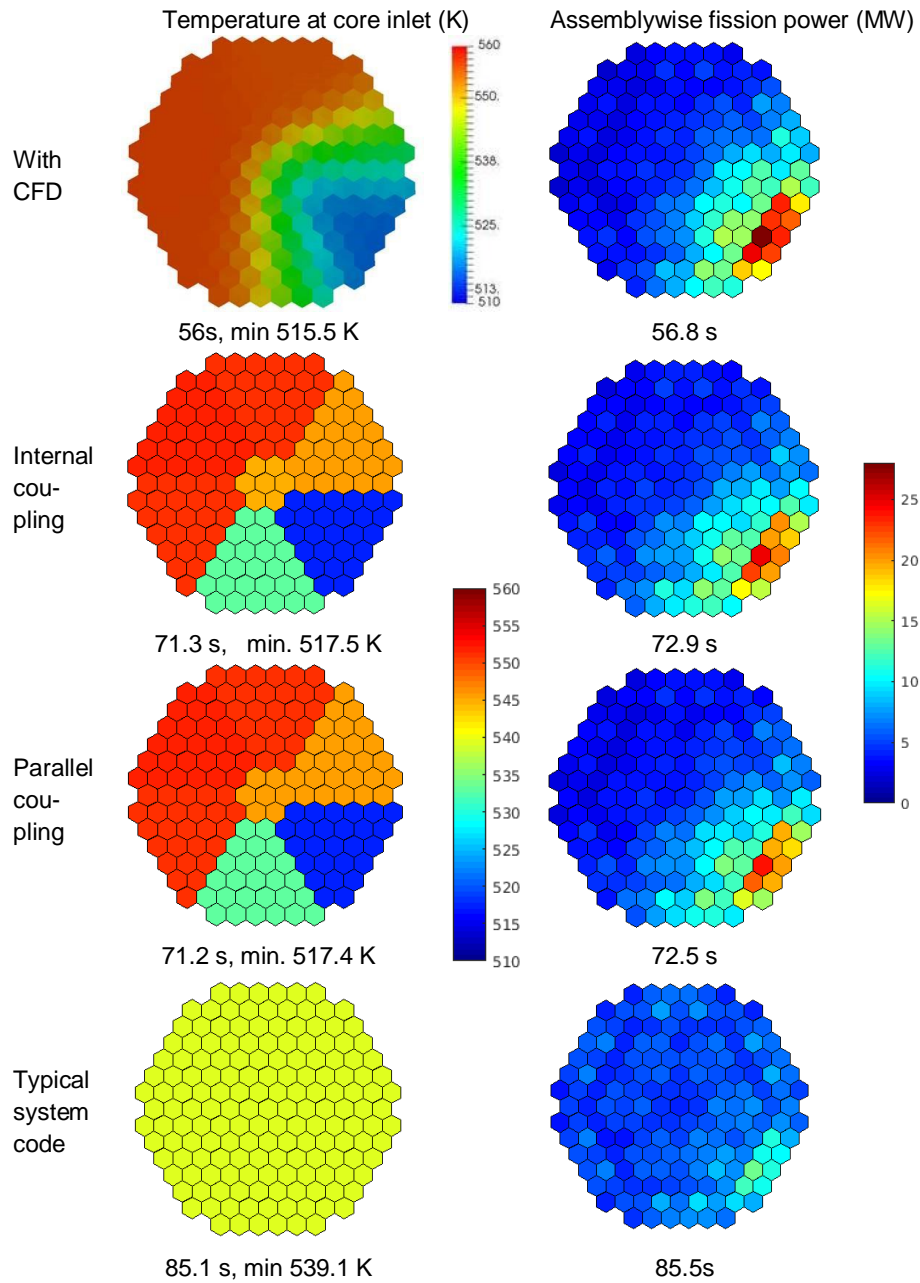 Temperature at core inlet (K)
Assemblywise fission power (MW)
With
CFD
560
550.
538.
525.
513.
510
56s, min 515.5 K
56.8 s
Internal
cou-
pling
71.3 s, min. 517.5 K
72.9 s
560
555
550
545
540
535
530
525
520
515
510
25
20
15
10
5
0
Parallel
cou-
pling
71.2 s, min. 517.4 K
72.5 s
Typical
system
code
85.1 s, min 539.1 K
85.5s